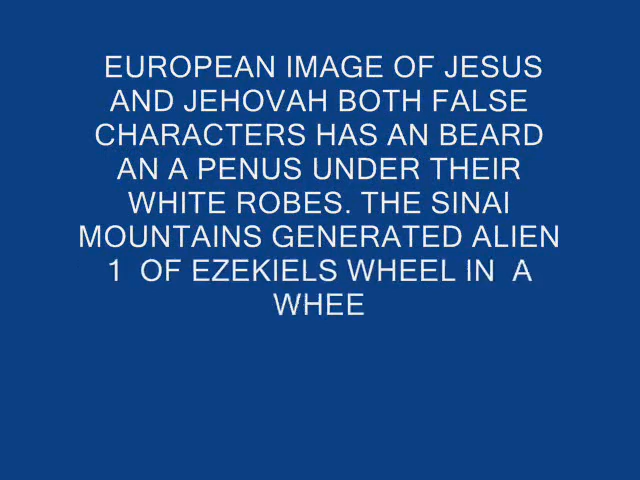 EUROPEAN IMAGE OF JESUS
AND JEHOVAH BOTH FALSE
CHARACTERS HAS AN BEARD
AN A PENUS UNDER THEIR
WHITE ROBES. THE SINAI
MOUNTAINS GENERATED ALIEN
1 OF EZEKIELS WHEEL IN A
WHEE